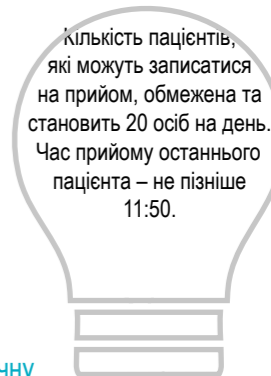 Кількість пацієнтів,
які можуть записатися
на прийом, обмежена та
становить 20 осіб на день.
Час прийому останнього
пацієнта – не пізніше
11:50.